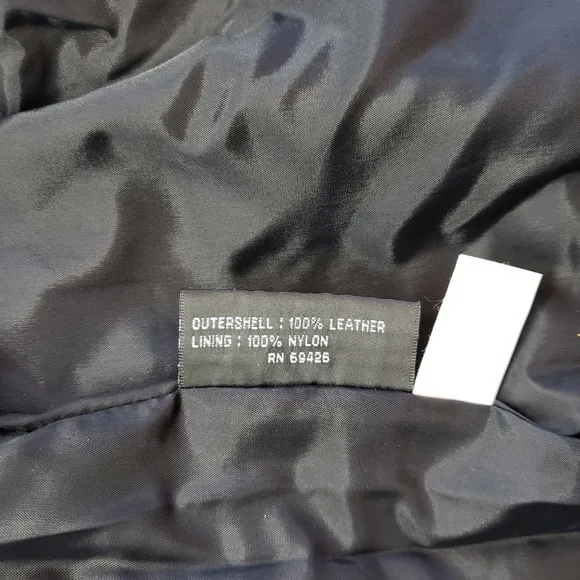 OUTERSHELL : 100% LEATHER
LINING : 100% NYLON
RN 69426